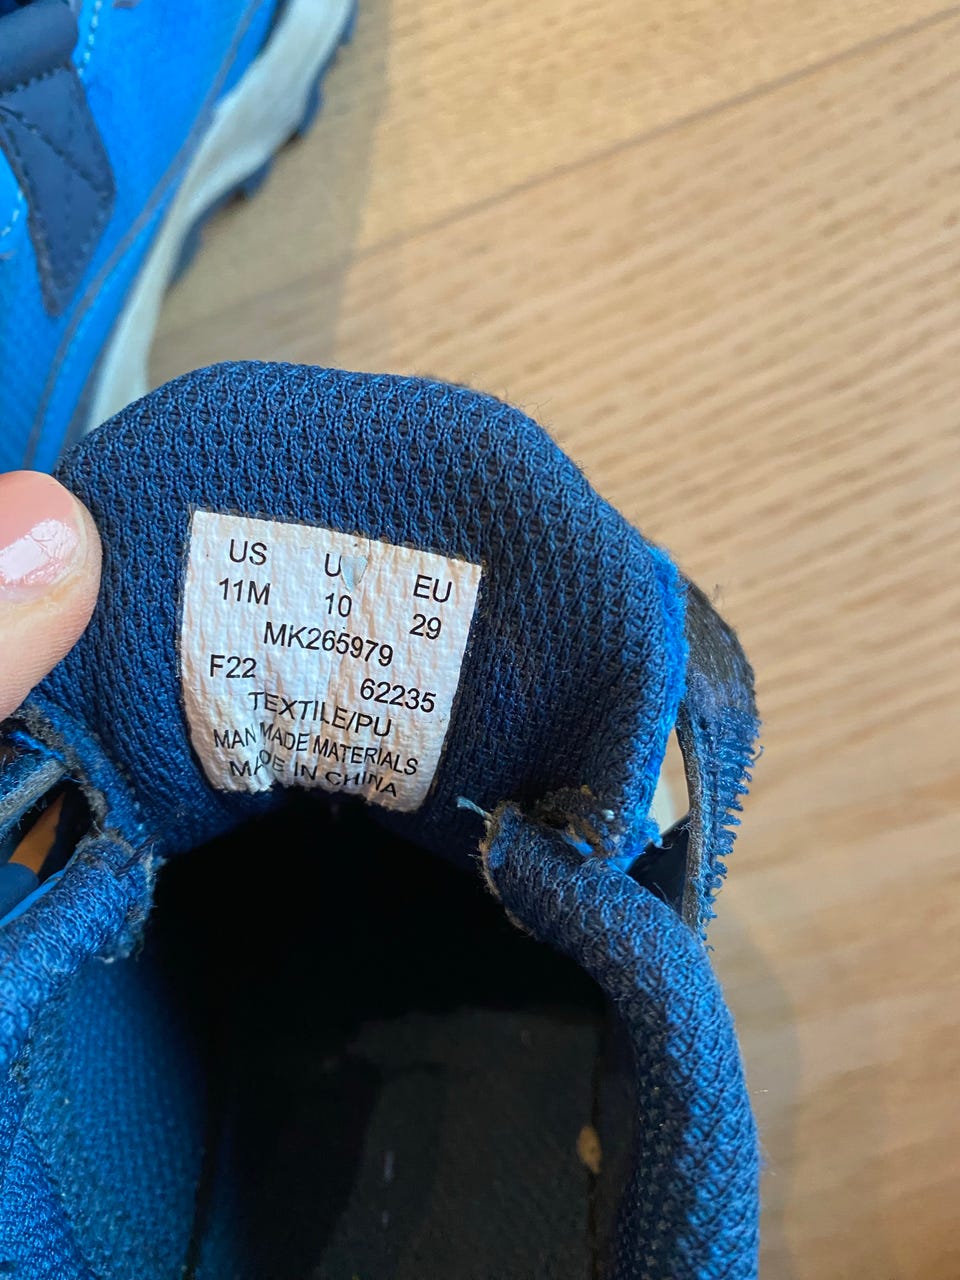 US U EU
11M 10 29
MK265979
F22 62235
TEXTILE/PU
MAN MADE MATERIALS
MADE IN CHINA